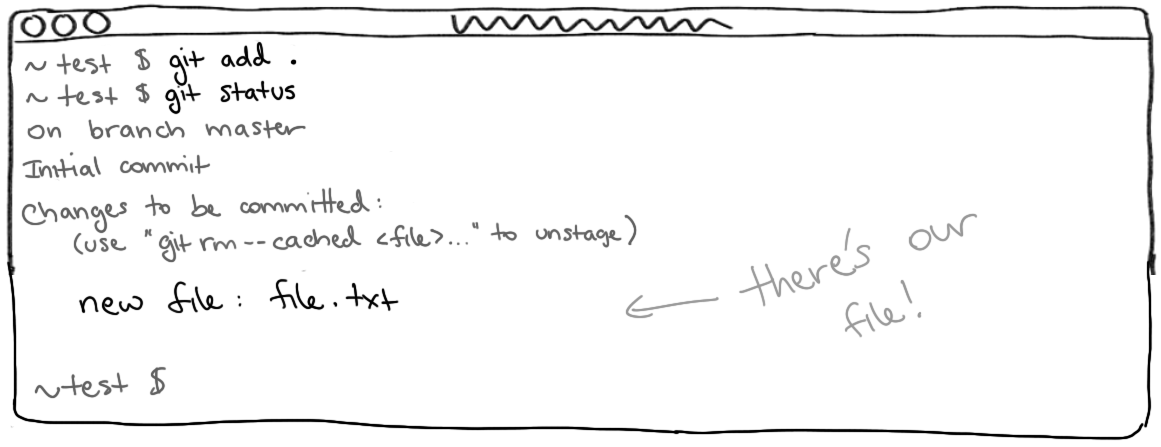 ~ test $ git add .
~ test $ git status
on branch master
Initial commit
Changes to be committed:
(use "git rm --cached <file>..." to unstage)
new file: file.txt
there's our
file!
~test $